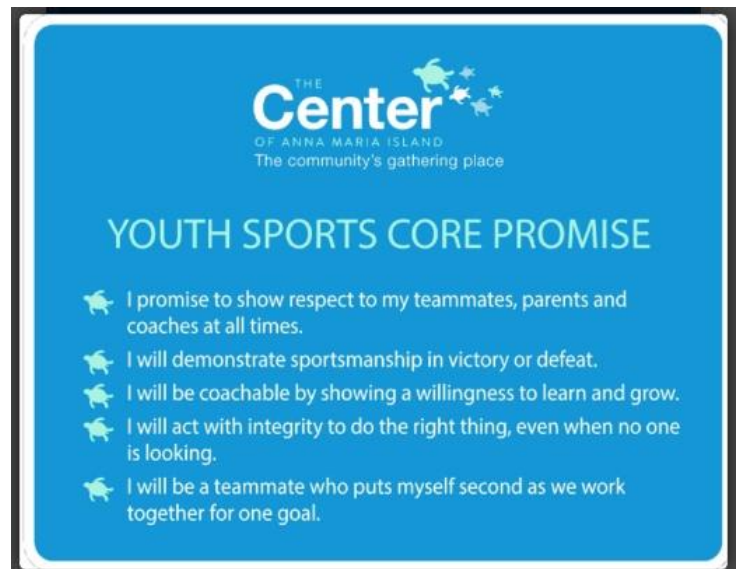 THE
Center
OF ANNA MARIA ISLAND
The community's gathering place
YOUTH SPORTS CORE PROMISE
I promise to show respect to my teammates, parents and
coaches at all times.
I will demonstrate sportsmanship in victory or defeat.
I will be coachable by showing a willingness to learn and grow.
I will act with integrity to do the right thing, even when no one
is looking.
I will be a teammate who puts myself second as we work
together for one goal.